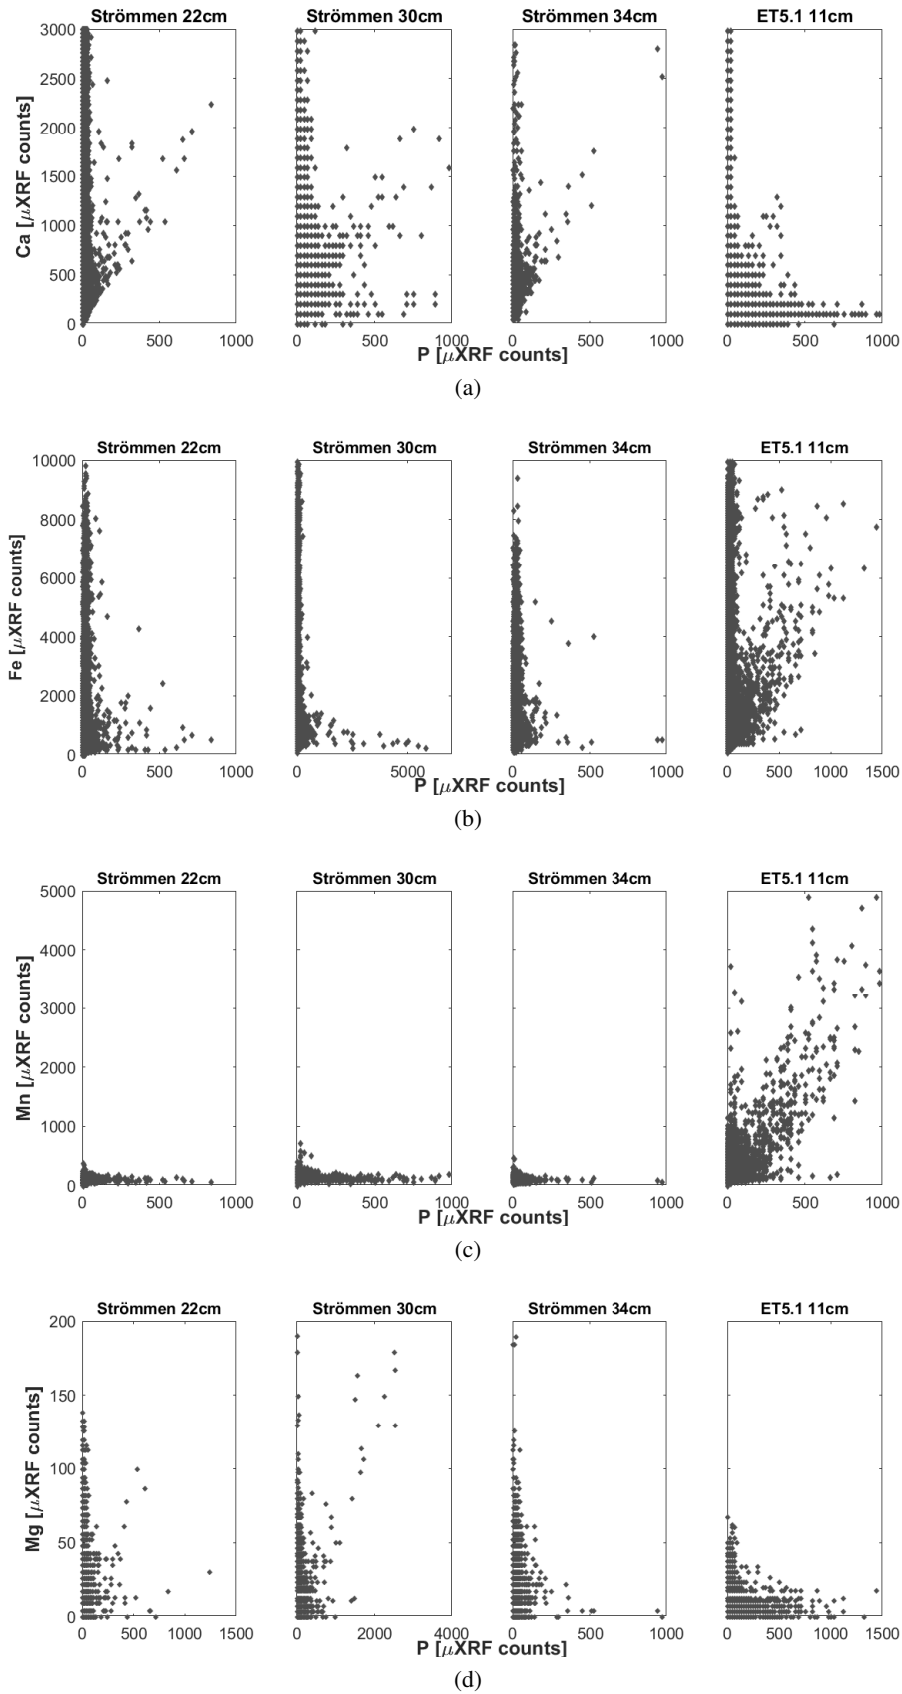 Strömmen 22cm Strömmen 30cm Strömmen 34cm ET5.1 11cm
Ca [μXRF counts]
3000
2500
2000
1500
1000
500
0
0 500 1000 0 500 1000 0 500 1000 0 500 1000
P [μXRF counts]
(a)
Strömmen 22cm Strömmen 30cm Strömmen 34cm ET5.1 11cm
Fe [μXRF counts]
10000
8000
6000
4000
2000
0
0 500 1000 0 5000 0 500 1000 0 500 1000 1500
P [μXRF counts]
(b)
Strömmen 22cm Strömmen 30cm Strömmen 34cm ET5.1 11cm
Mn [μXRF counts]
5000
4000
3000
2000
1000
0
0 500 1000 0 500 1000 0 500 1000 0 500 1000
P [μXRF counts]
(c)
Strömmen 22cm Strömmen 30cm Strömmen 34cm ET5.1 11cm
Mg [μXRF counts]
200
150
100
50
0
0 500 1000 1500 0 2000 4000 0 500 1000 0 500 1000 1500
P [μXRF counts]
(d)